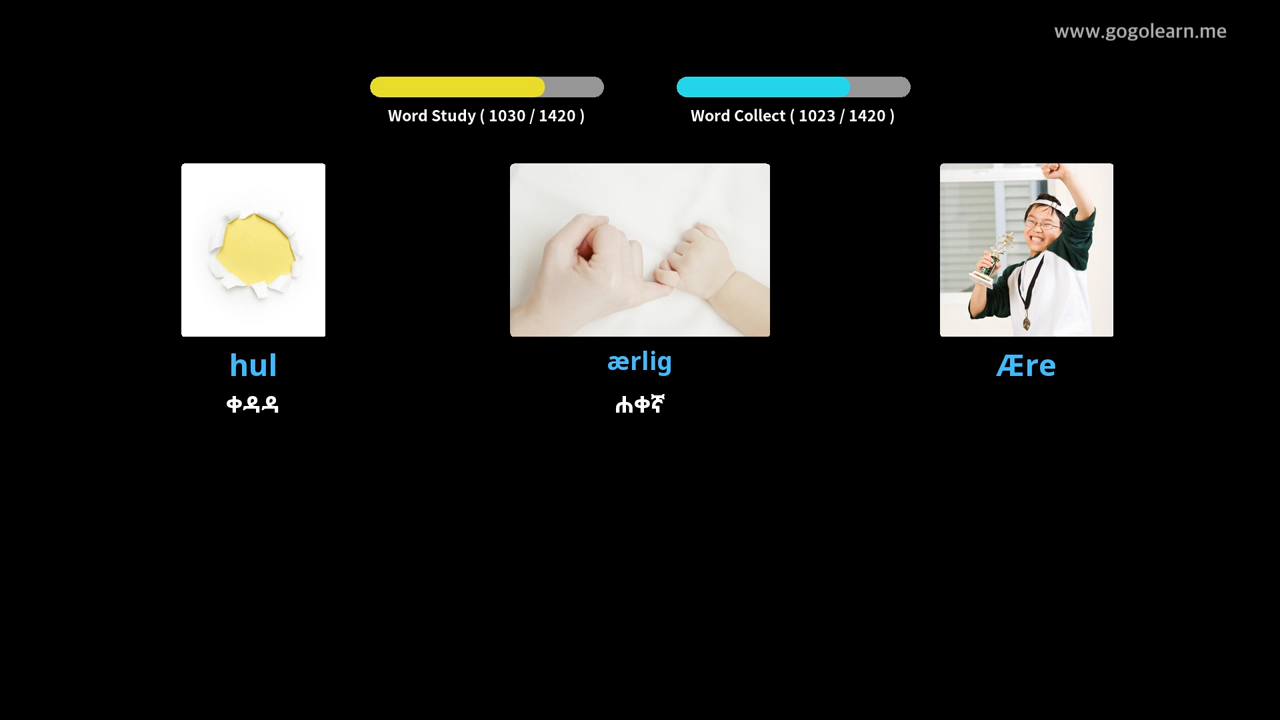 www.gogolearn.me
Word Study ( 1030 / 1420 )
Word Collect ( 1023 / 1420 )
hul
ærlig
Ære
ቀዳዳ
ሐቀኛ